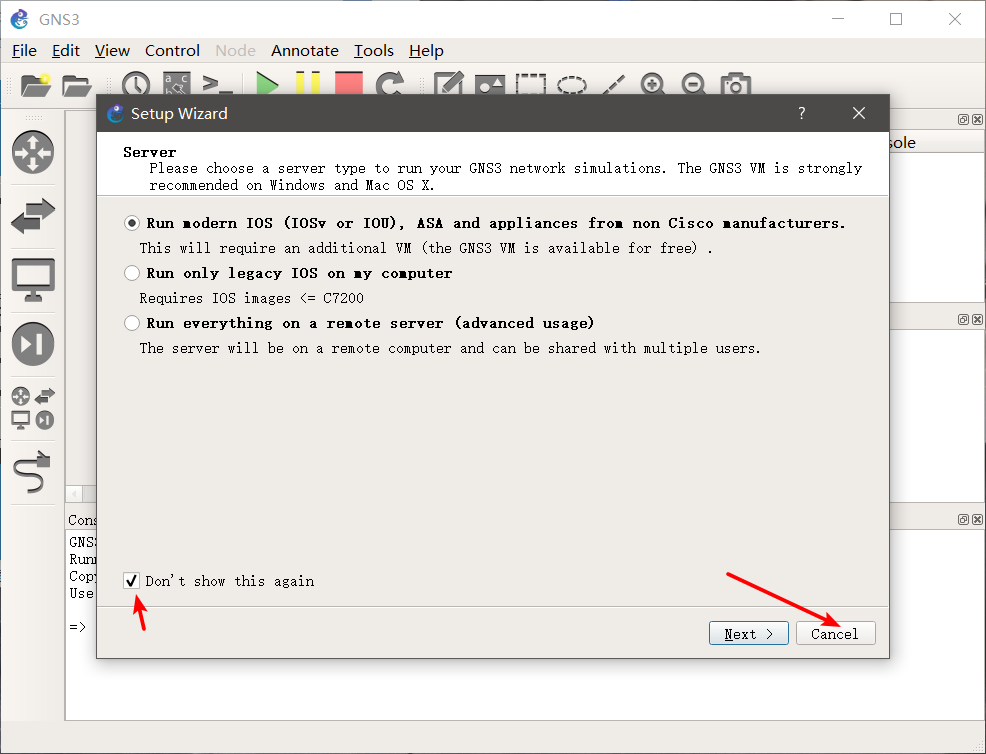 GNS3
File Edit View Control Node Annotate Tools Help
Setup Wizard ?
Server
Please choose a server type to run your GNS3 network simulations. The GNS3 VM is strongly
recommended on Windows and Mac OS X.
Run modern IOS (IOSv or IOU), ASA and appliances from non Cisco manufacturers.
This will require an additional VM (the GNS3 VM is available for free) .
Run only legacy IOS on my computer
Requires IOS images <= C7200
Run everything on a remote server (advanced usage)
The server will be on a remote computer and can be shared with multiple users.
Don't show this again
Next >
Cancel
sole
Cons
GNS3
Runn
Copy
Use
=>